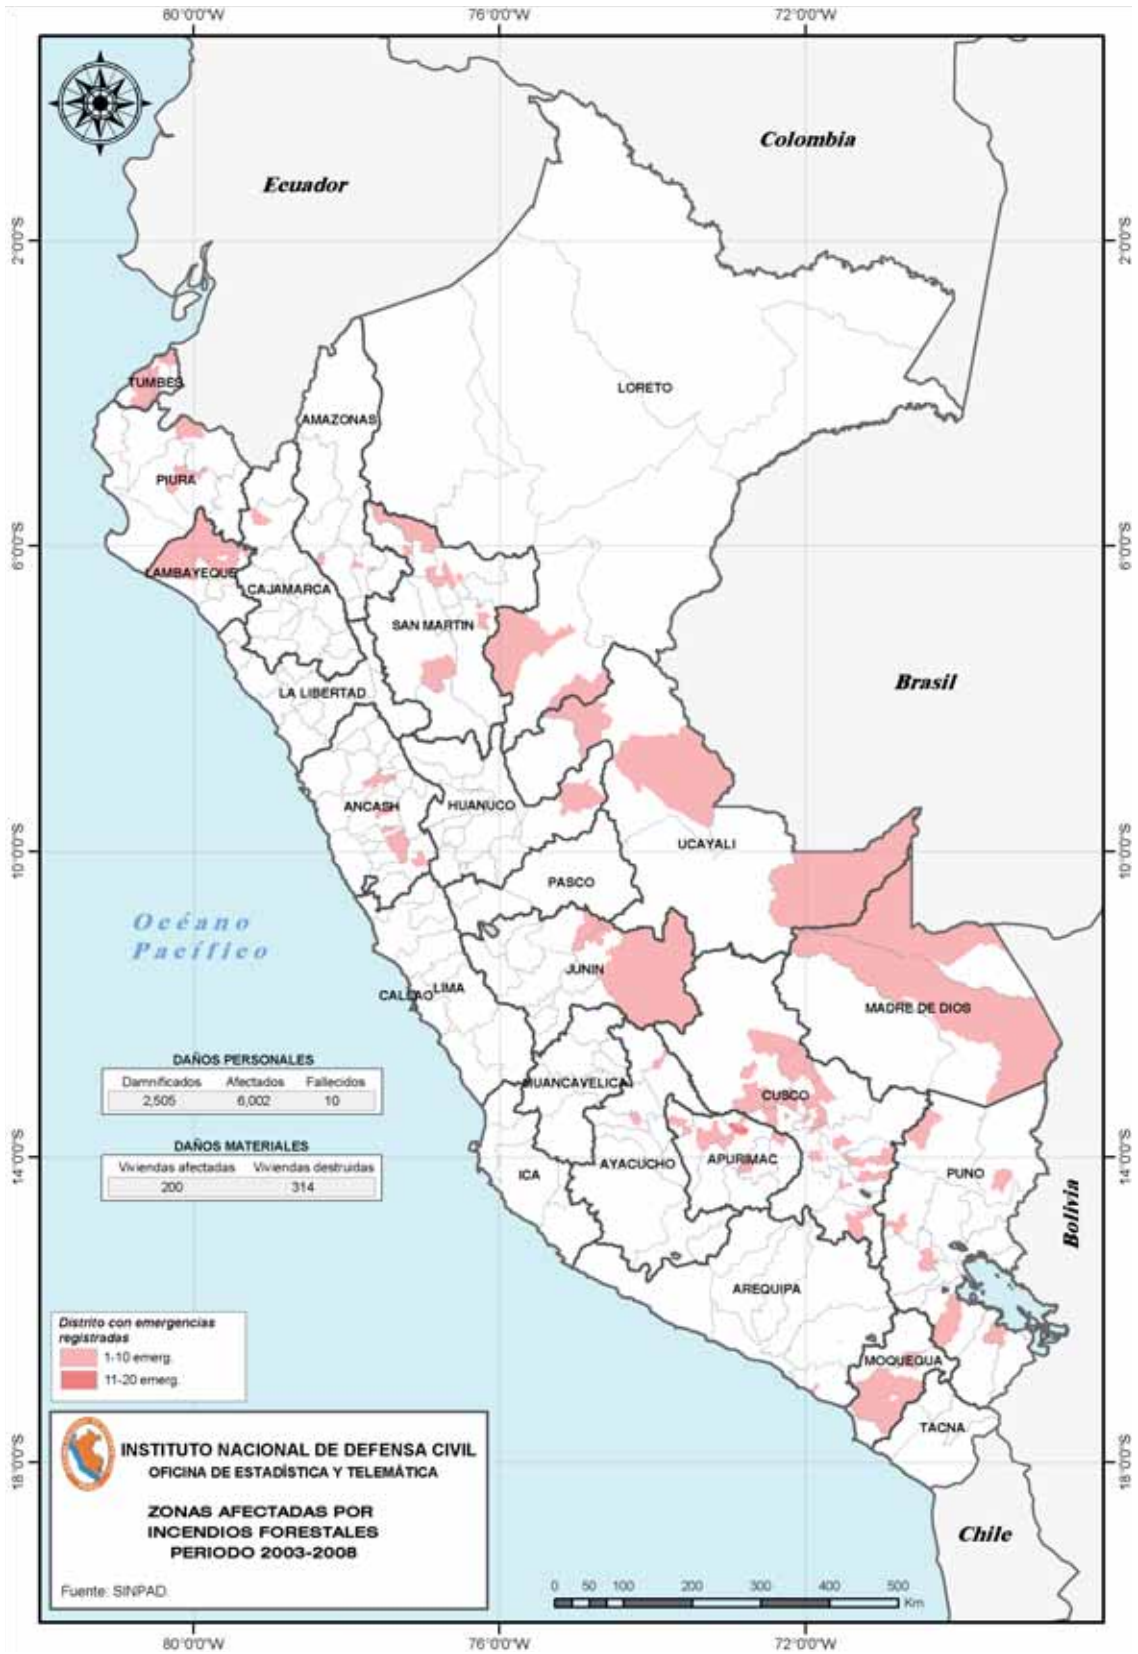 80°0'0"W 76°0'0"W 72°0'0"W
Colombia
Ecuador
2°0'0"S 2°0'0"S
TUMBES
LORETO
AMAZONAS
PIURA
6°0'0"S 6°0'0"S
LAMBAYEQUE
CAJAMARCA
SAN MARTIN
Brasil
LA LIBERTAD
ANCASH
HUANUCO
UCAYALI
10°0'0"S 10°0'0"S
PASCO
Océano
Pacífico
JUNIN
CALLAO
LIMA
MADRE DE DIOS
DAÑOS PERSONALES
Damnificados Afectados Fallecidos
2,505 6,002 10
HUANCAVELICA
CUSCO
DAÑOS MATERIALES
Viviendas afectadas Viviendas destruidas
200 314
14°0'0"S 14°0'0"S
ICA
AYACUCHO
APURIMAC
PUNO
Bolivia
AREQUIPA
Distrito con emergencias
registradas
1-10 emerg.
11-20 emerg.
MOQUEGUA
TACNA
INSTITUTO NACIONAL DE DEFENSA CIVIL
OFICINA DE ESTADÍSTICA Y TELEMÁTICA
18°0'0"S 18°0'0"S
ZONAS AFECTADAS POR
INCENDIOS FORESTALES
PERIODO 2003-2008
Chile
Fuente: SINPAD.
0 50 100 200 300 400 500
Km
80°0'0"W 76°0'0"W 72°0'0"W